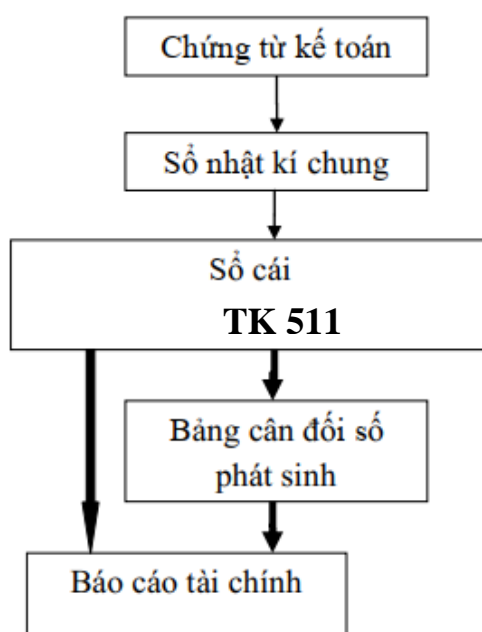 Chứng từ kế toán
Sổ nhật kí chung
Sổ cái
TK 511
Bảng cân đối số
phát sinh
Báo cáo tài chính